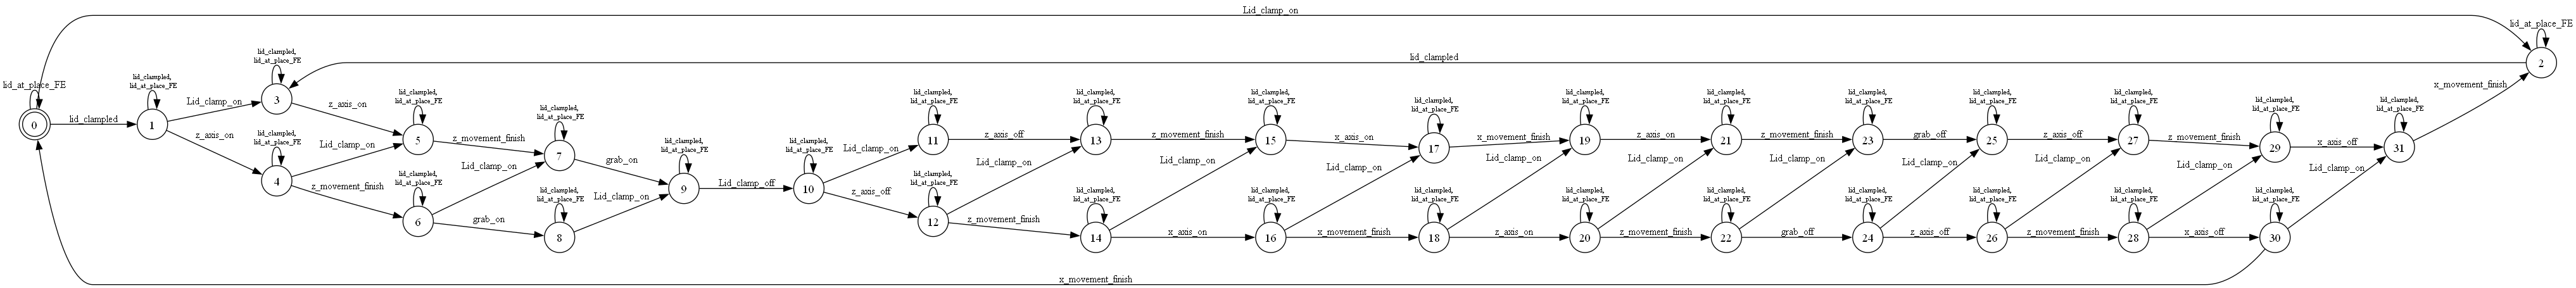 Lid_clamp_on
lid_at_place_FE
2
lid_clamped
lid_at_place_FE
0
lid_clampled
lid_clampled,
lid_at_place_FE
1
Lid_clamp_on
z_axis_on
lid_clampled,
lid_at_place_FE
3
z_axis_on
lid_clampled,
lid_at_place_FE
4
Lid_clamp_on
z_movement_finish
lid_clampled,
lid_at_place_FE
5
z_movement_finish
lid_clampled,
lid_at_place_FE
6
Lid_clamp_on
grab_on
lid_clampled,
lid_at_place_FE
7
grab_on
lid_clampled,
lid_at_place_FE
8
Lid_clamp_on
lid_clampled,
lid_at_place_FE
9
Lid_clamp_off
lid_clampled,
lid_at_place_FE
10
Lid_clamp_on
z_axis_off
lid_clampled,
lid_at_place_FE
11
z_axis_off
lid_clampled,
lid_at_place_FE
12
Lid_clamp_on
z_movement_finish
lid_clampled,
lid_at_place_FE
13
z_movement_finish
lid_clampled,
lid_at_place_FE
14
Lid_clamp_on
x_axis_on
lid_clampled,
lid_at_place_FE
15
x_axis_on
lid_clampled,
lid_at_place_FE
16
Lid_clamp_on
x_movement_finish
lid_clampled,
lid_at_place_FE
17
x_movement_finish
lid_clampled,
lid_at_place_FE
18
Lid_clamp_on
z_axis_on
lid_clampled,
lid_at_place_FE
19
z_axis_on
lid_clampled,
lid_at_place_FE
20
Lid_clamp_on
z_movement_finish
lid_clampled,
lid_at_place_FE
21
z_movement_finish
lid_clampled,
lid_at_place_FE
22
Lid_clamp_on
grab_off
lid_clampled,
lid_at_place_FE
23
grab_off
lid_clampled,
lid_at_place_FE
24
Lid_clamp_on
z_axis_off
lid_clampled,
lid_at_place_FE
25
z_axis_off
lid_clampled,
lid_at_place_FE
26
Lid_clamp_on
z_movement_finish
lid_clampled,
lid_at_place_FE
27
z_movement_finish
lid_clampled,
lid_at_place_FE
28
Lid_clamp_on
x_axis_off
lid_clampled,
lid_at_place_FE
29
x_axis_off
lid_clampled,
lid_at_place_FE
30
Lid_clamp_on
lid_clampled,
lid_at_place_FE
31
x_movement_finish
x_movement_finish